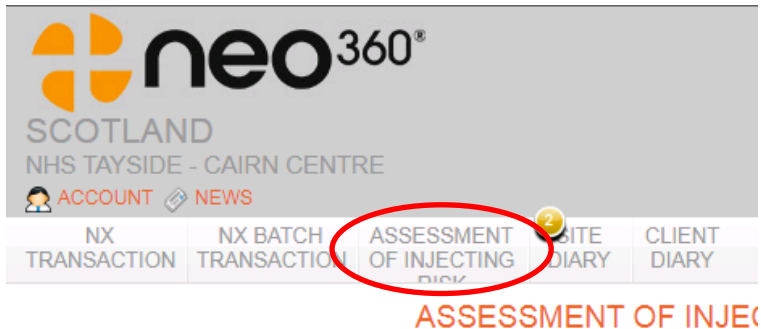 neo360®
SCOTLAND
NHS TAYSIDE - CAIRN CENTRE
ACCOUNT NEWS
NX TRANSACTION
NX BATCH TRANSACTION
ASSESSMENT OF INJECTING RISK
2
SITE DIARY
CLIENT DIARY
ASSESSMENT OF INJEC